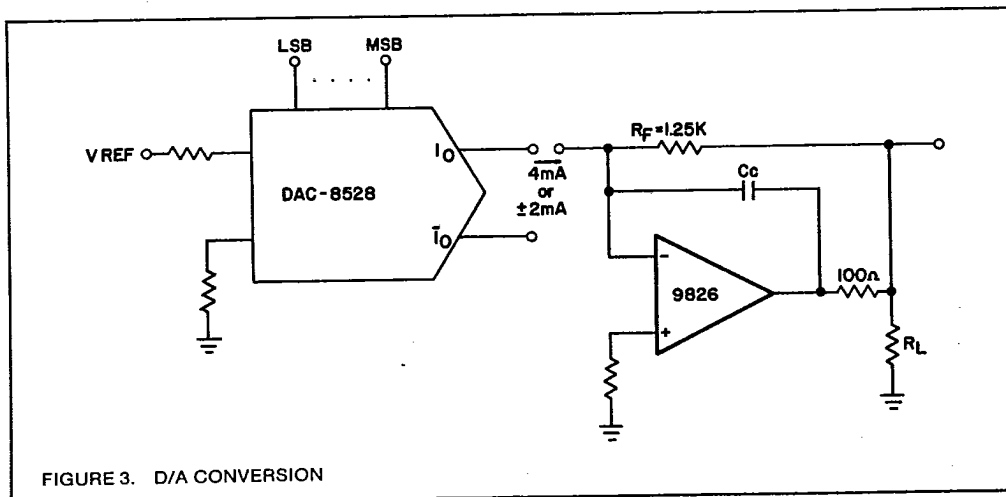 LSB MSB
V REF
DAC-8528
IO
ĪO
4mA
or
±2mA
RF=1.25K
Cc
−
9826
+
100Ω
RL
FIGURE 3. D/A CONVERSION